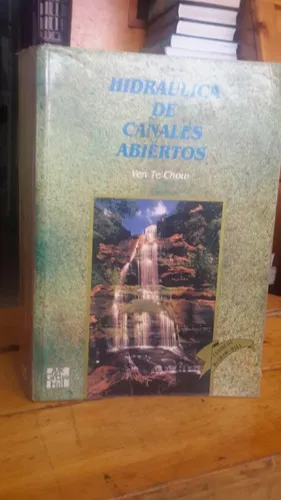 HIDRAULICA
DE
CANALES
ABIERTOS
Ven Te Chow